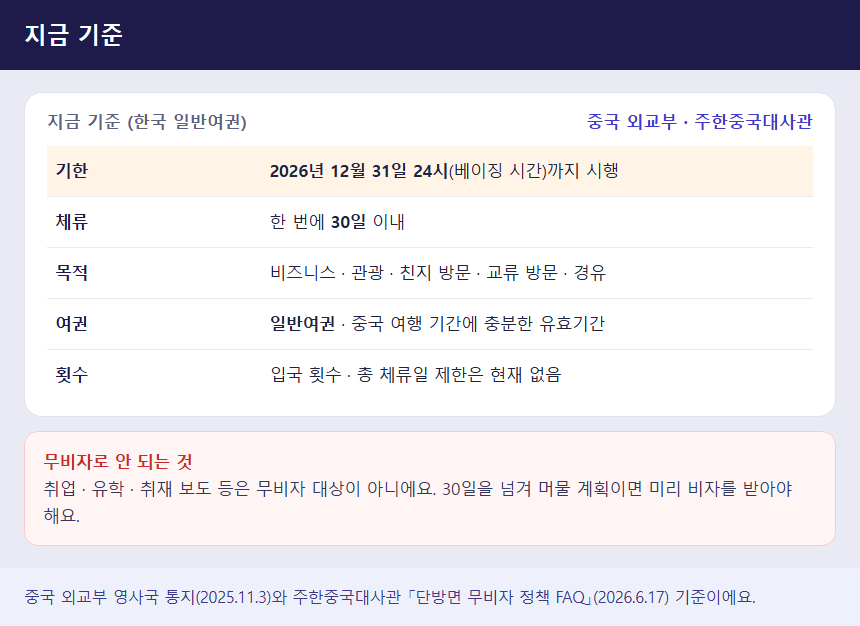 지금 기준
지금 기준 (한국 일반여권)
중국 외교부 · 주한중국대사관
기한 2026년 12월 31일 24시(베이징 시간)까지 시행
체류 한 번에 30일 이내
목적 비즈니스 · 관광 · 친지 방문 · 교류 방문 · 경유
여권 일반여권 · 중국 여행 기간에 충분한 유효기간
횟수 입국 횟수 · 총 체류일 제한은 현재 없음
무비자로 안 되는 것
취업 · 유학 · 취재 보도 등은 무비자 대상이 아니에요. 30일을 넘겨 머물 계획이면 미리 비자를 받아야
해요.
중국 외교부 영사국 통지(2025.11.3)와 주한중국대사관 「단방면 무비자 정책 FAQ」(2026.6.17) 기준이에요.